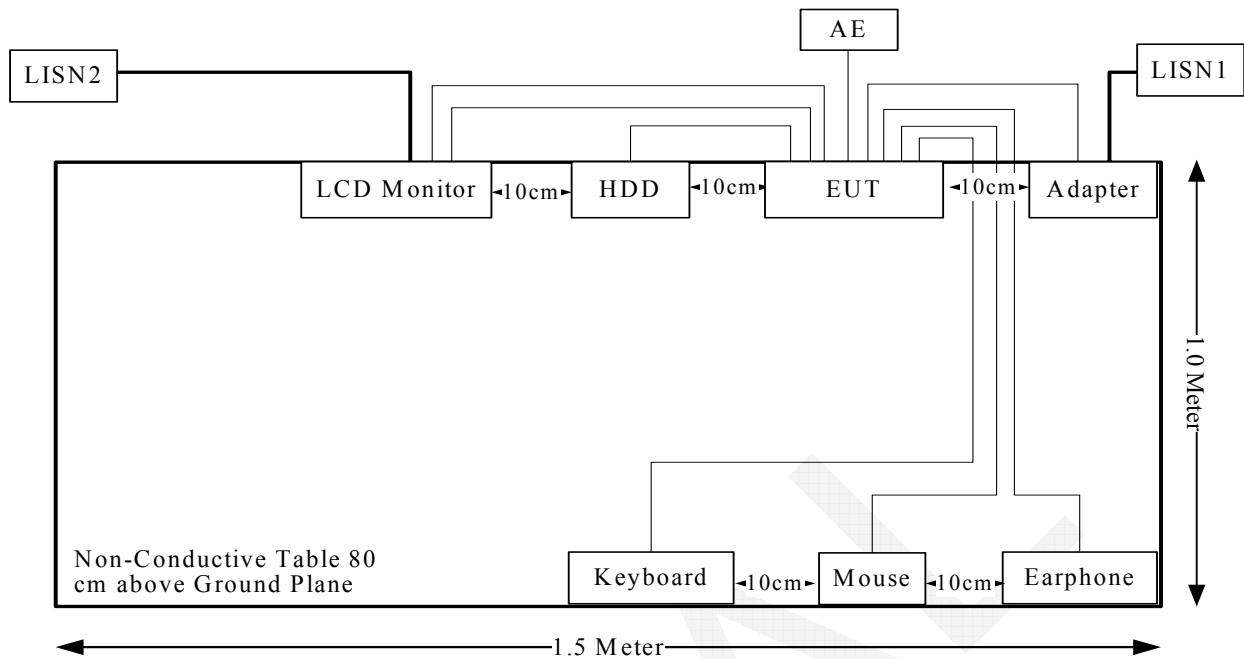 AE
LISN2
LISN1
LCD Monitor
10cm
HDD
10cm
EUT
10cm
Adapter
1.0 Meter
Non-Conductive Table 80
cm above Ground Plane
Keyboard
10cm
Mouse
10cm
Earphone
1.5 Meter